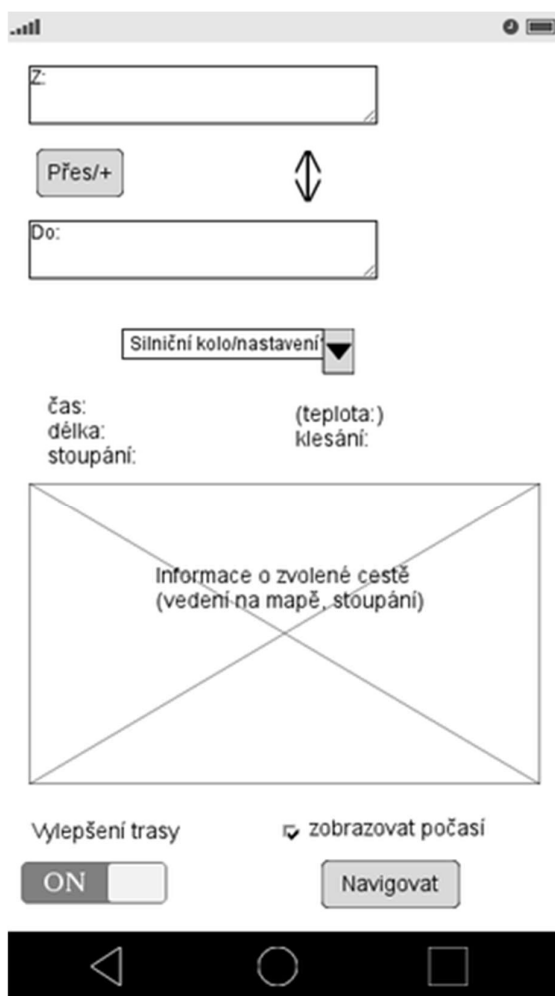 Z:
Přes/+
Do:
Silniční kolo/nastavení
čas:
délka:
stoupání:
(teplota:)
klesání:
Informace o zvolené cestě
(vedení na mapě, stoupání)
Vylepšení trasy
zobrazovat počasí
ON
Navigovat